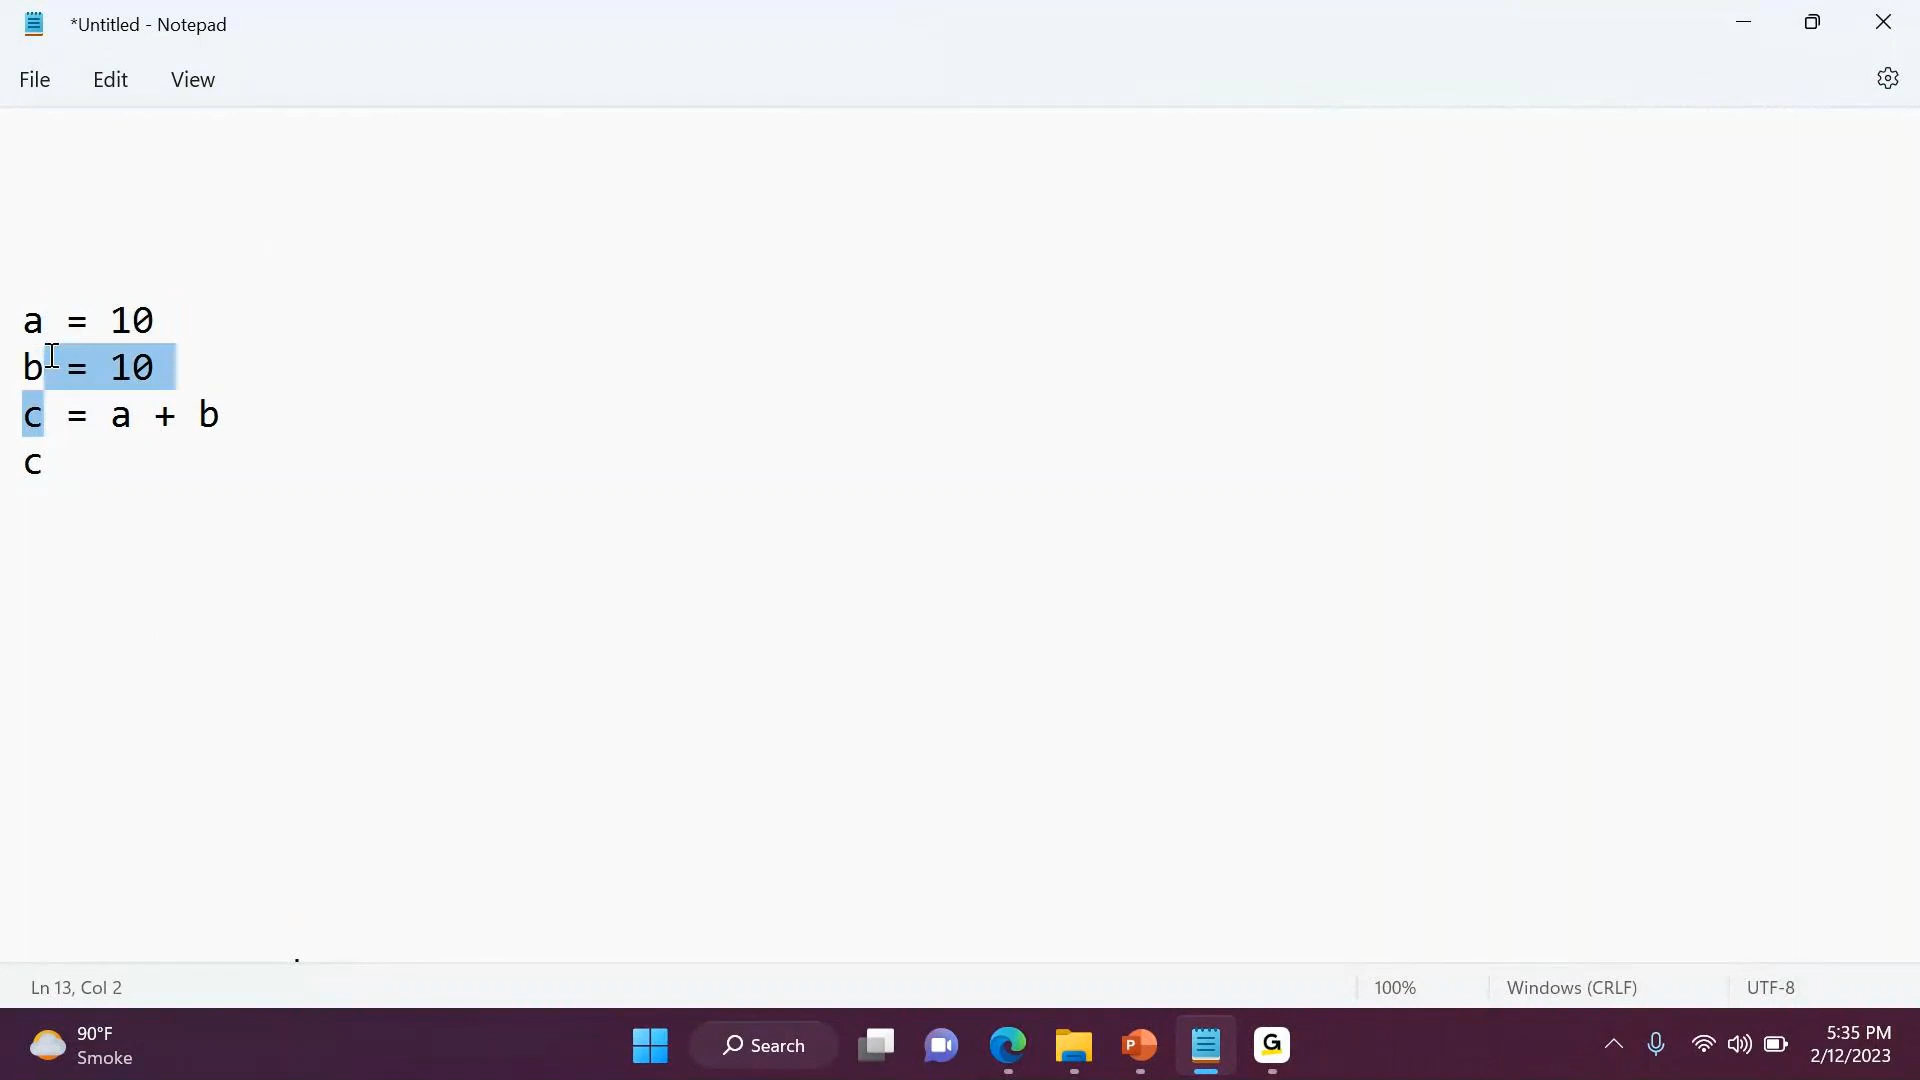 *Untitled - Notepad
File Edit View
a = 10
b = 10
c = a + b
c
Ln 13, Col 2
100%
Windows (CRLF)
UTF-8
90°F
Smoke
Search
P
G
5:35 PM
2/12/2023